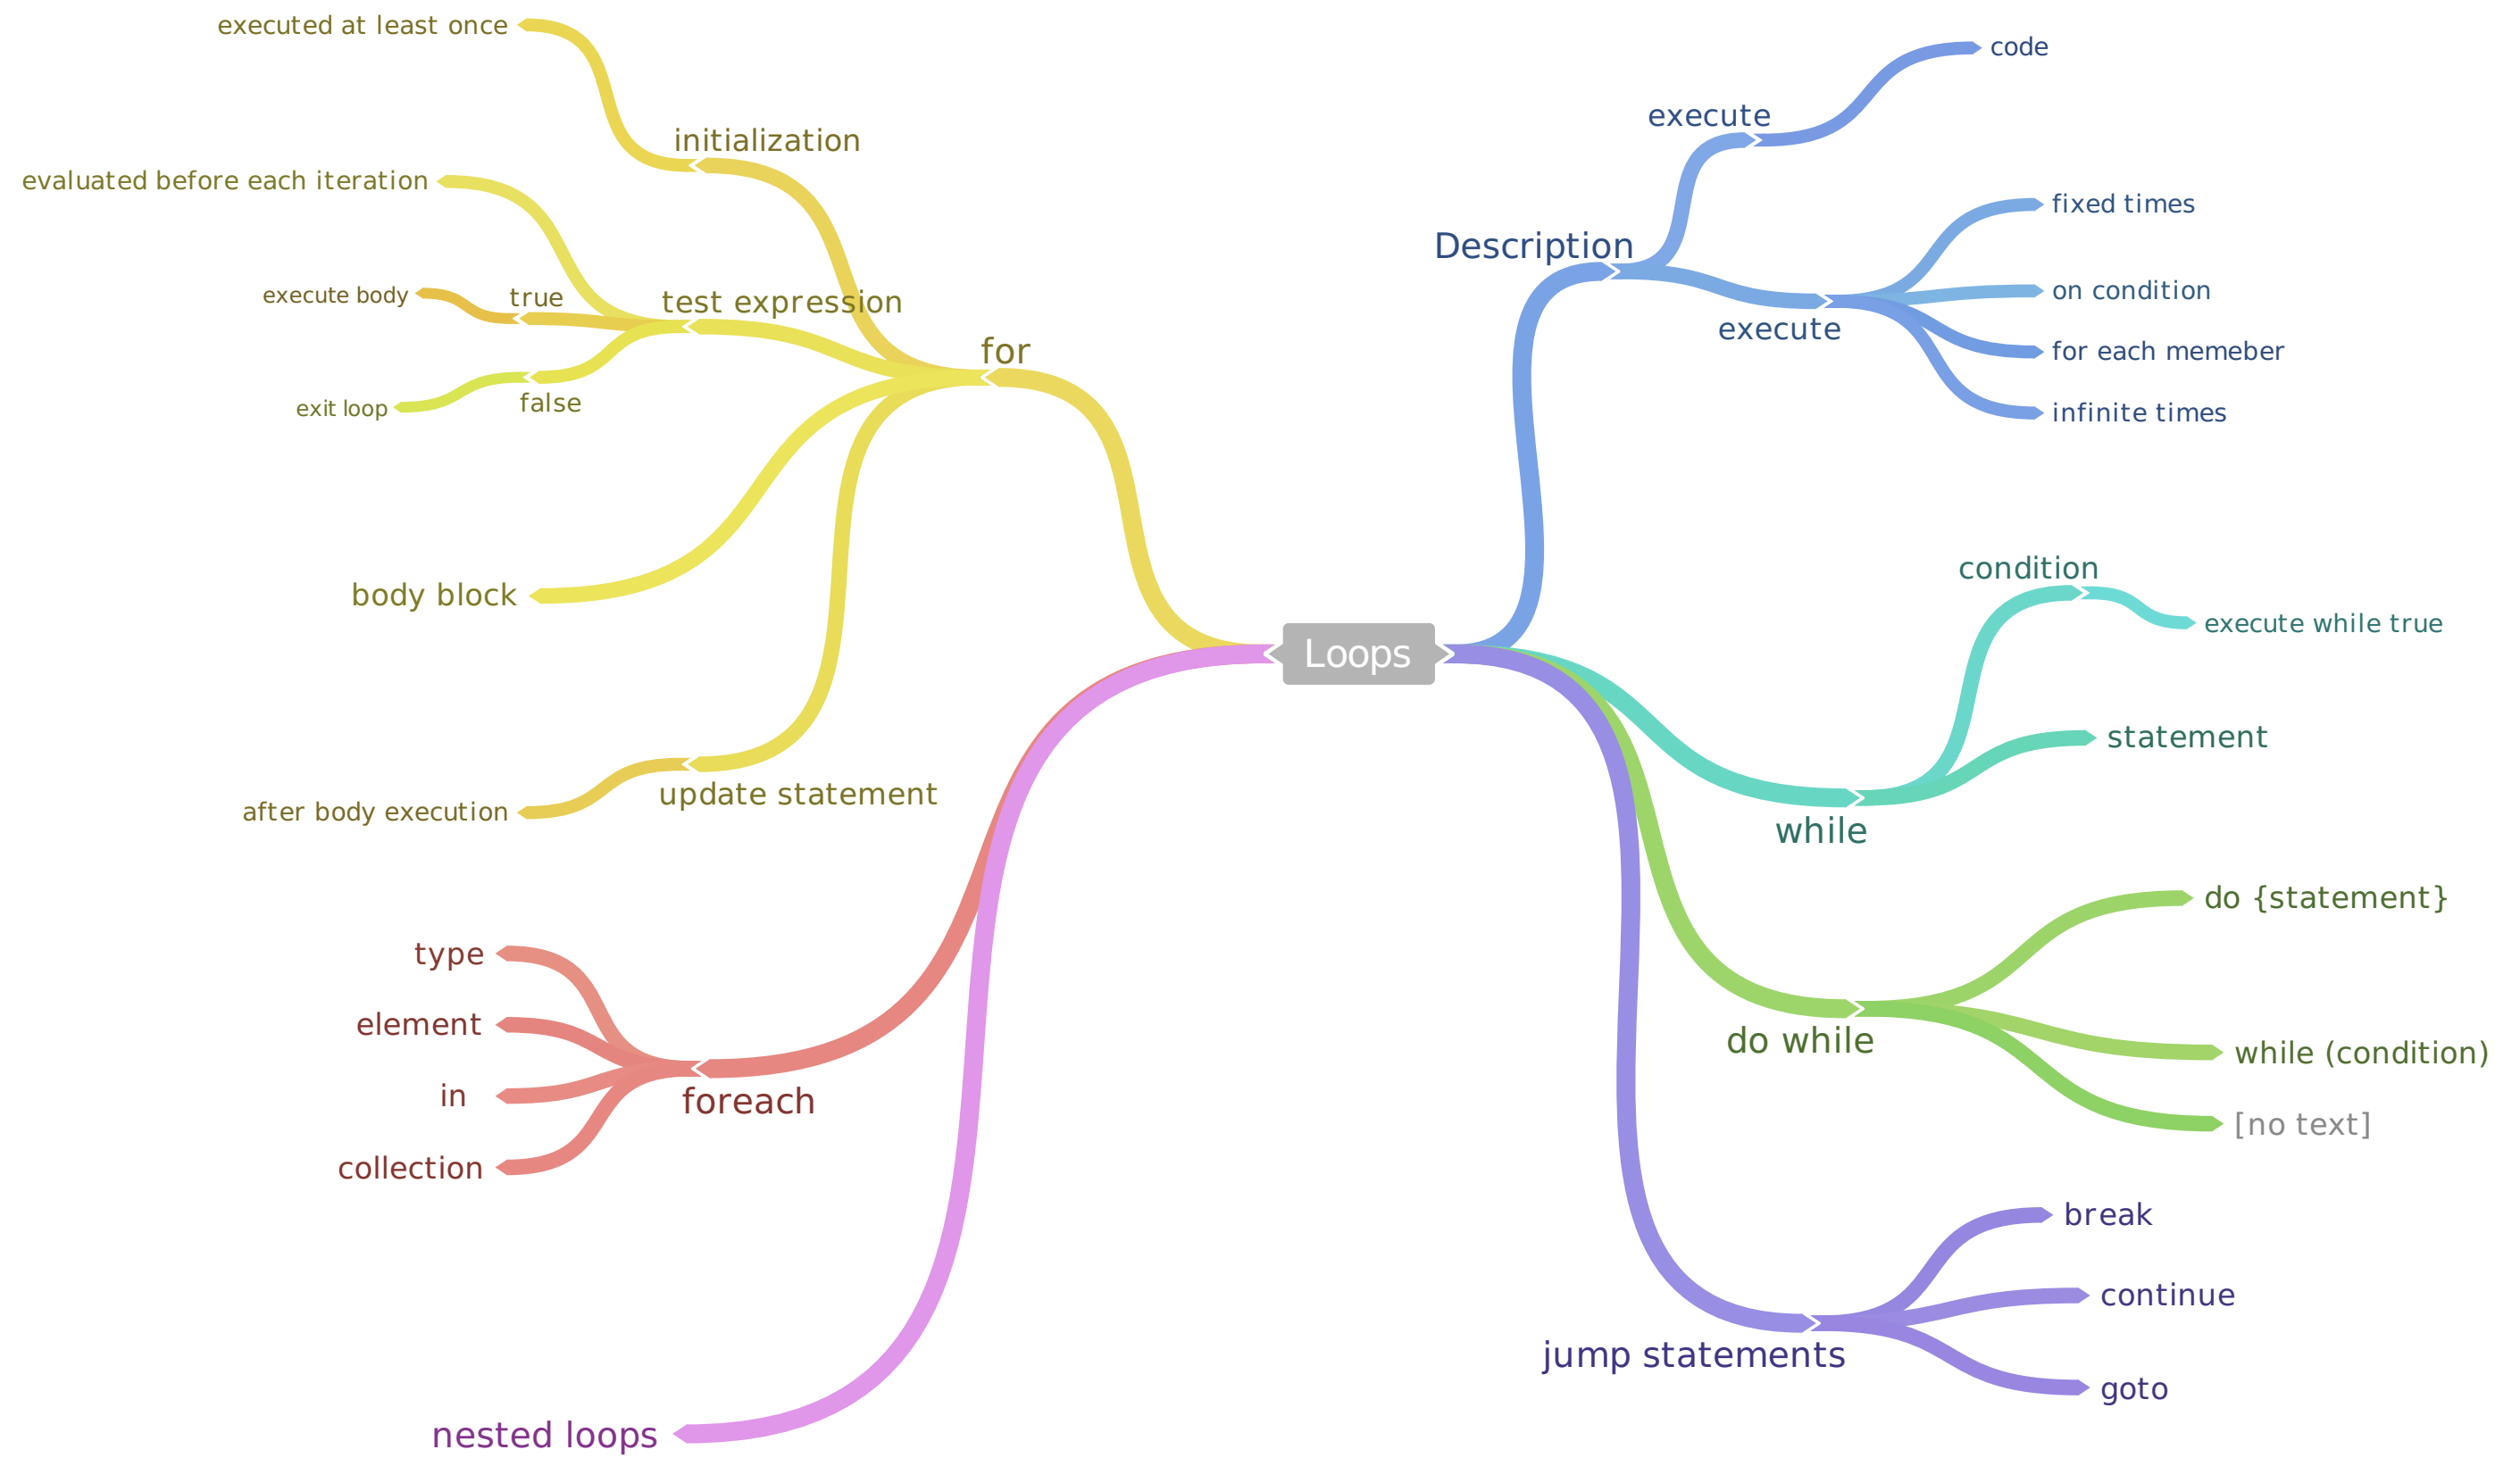 Loops
Description
execute
code
execute
fixed times
on condition
for each memeber
infinite times
while
condition
execute while true
statement
do while
do {statement}
while (condition)
[no text]
jump statements
break
continue
goto
for
initialization
executed at least once
test expression
evaluated before each iteration
true
execute body
false
exit loop
body block
update statement
after body execution
foreach
type
element
in
collection
nested loops